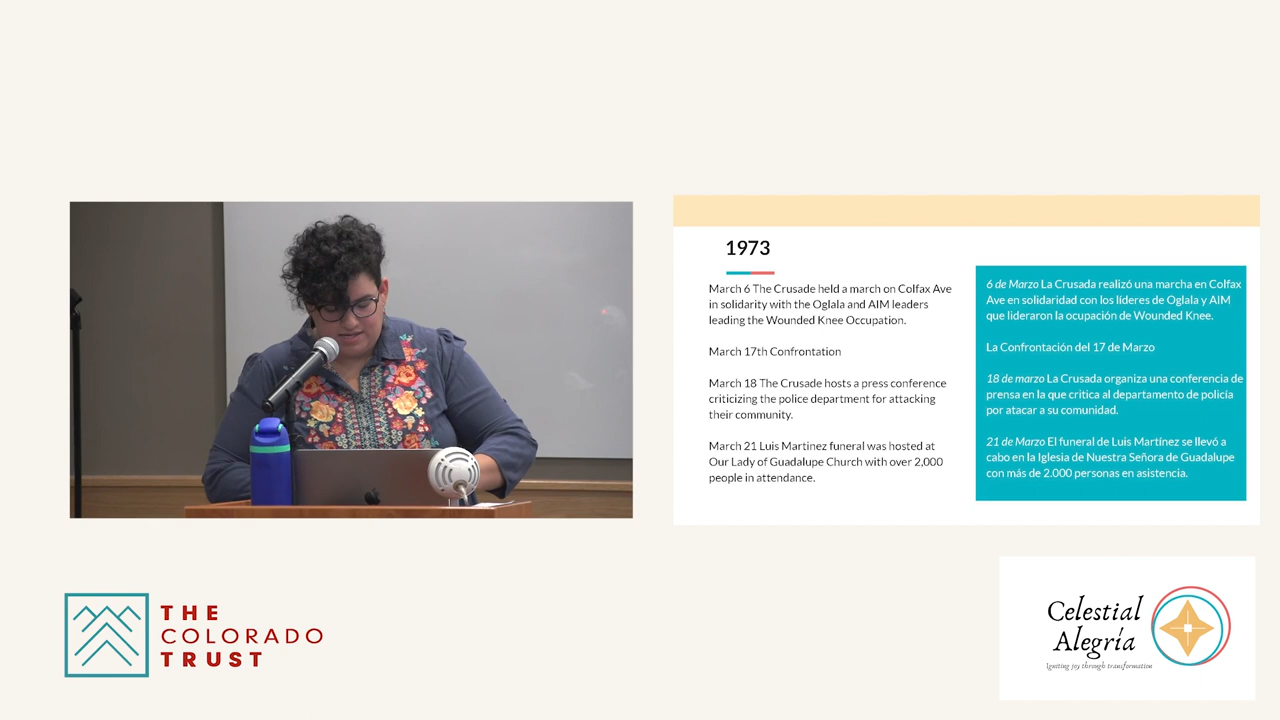 1973
March 6 The Crusade held a march on Colfax Ave
in solidarity with the Oglala and AIM leaders
leading the Wounded Knee Occupation.
March 17th Confrontation
March 18 The Crusade hosts a press conference
criticizing the police department for attacking
their community.
March 21 Luis Martinez funeral was hosted at
Our Lady of Guadalupe Church with over 2,000
people in attendance.
6 de Marzo La Crusada realizó una marcha en Colfax
Ave en solidaridad con los líderes de Oglala y AIM
que lideraron la ocupación de Wounded Knee.
La Confrontación del 17 de Marzo
18 de marzo La Crusada organiza una conferencia de
prensa en la que critica al departamento de policía
por atacar a su comunidad.
21 de Marzo El funeral de Luis Martínez se llevó a
cabo en la Iglesia de Nuestra Señora de Guadalupe
con más de 2,000 personas en asistencia.
THE
COLORADO
TRUST
Celestial
Alegría
Igniting joy through transformation